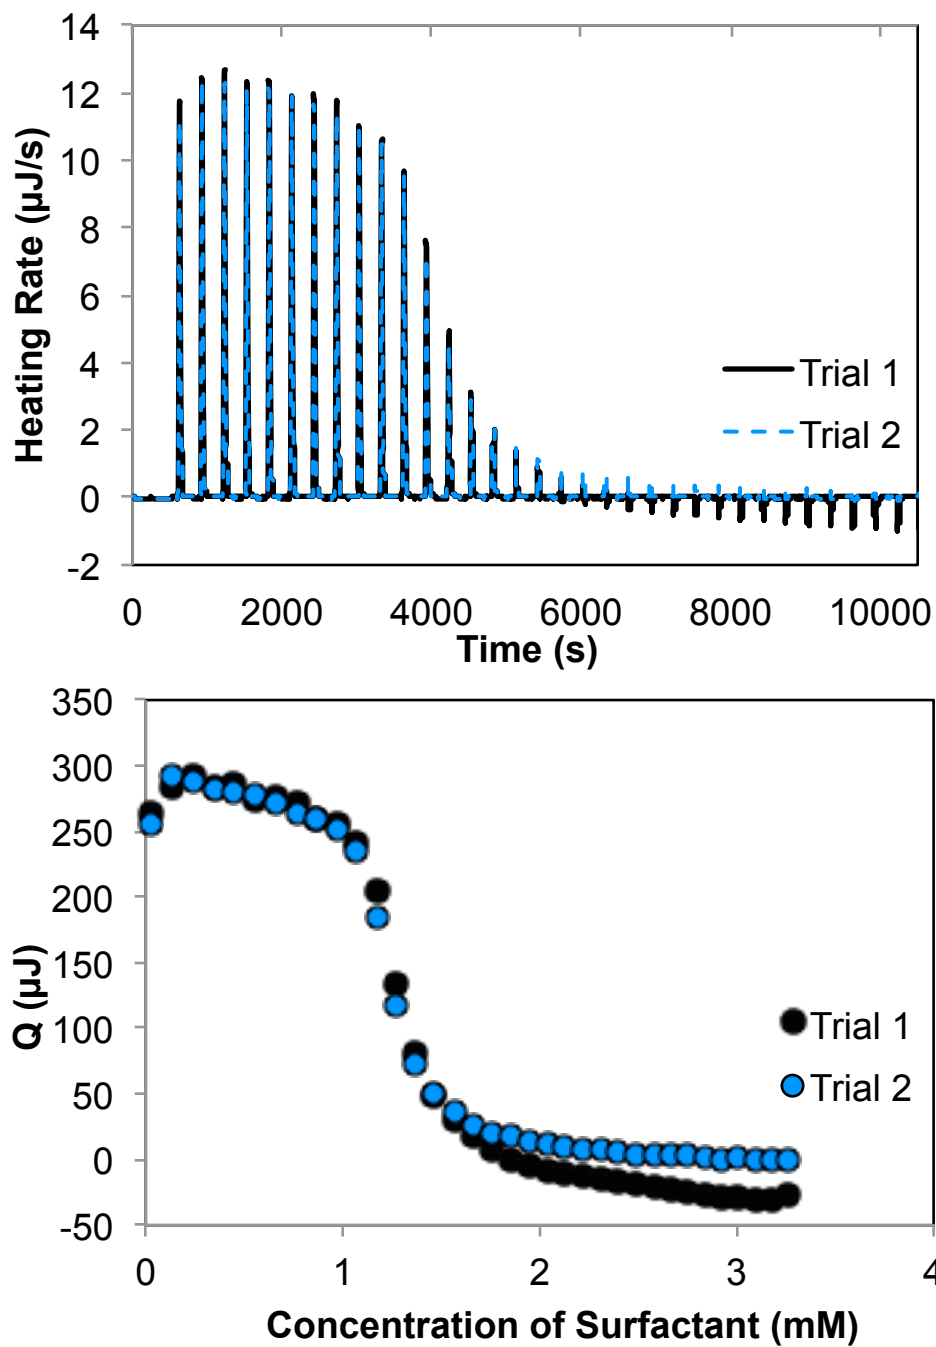 14
12
10
8
6
4
2
0
-2
Heating Rate (µJ/s)
Trial 1
Trial 2
0 2000 4000 6000 8000 10000
Time (s)
350
300
250
200
150
100
50
0
-50
Q (µJ)
Trial 1
Trial 2
0 1 2 3 4
Concentration of Surfactant (mM)